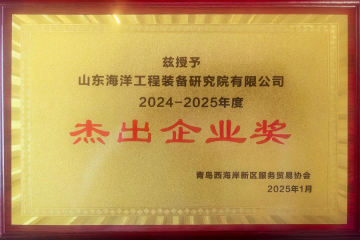 兹授予
山东海洋工程装备研究院有限公司
2024-2025年度
杰出企业奖
青岛西海岸新区服务贸易协会
2025年1月